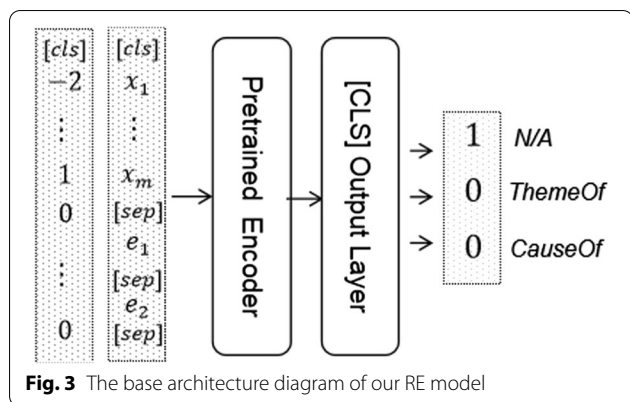 [cls] [cls]
−2 x₁
⋮ ⋮
1 xₘ
0 [sep]
e₁
⋮ [sep]
e₂
0 [sep]
Pretrained Encoder
[CLS] Output Layer
1 N/A
0 ThemeOf
0 CauseOf
Fig. 3 The base architecture diagram of our RE model